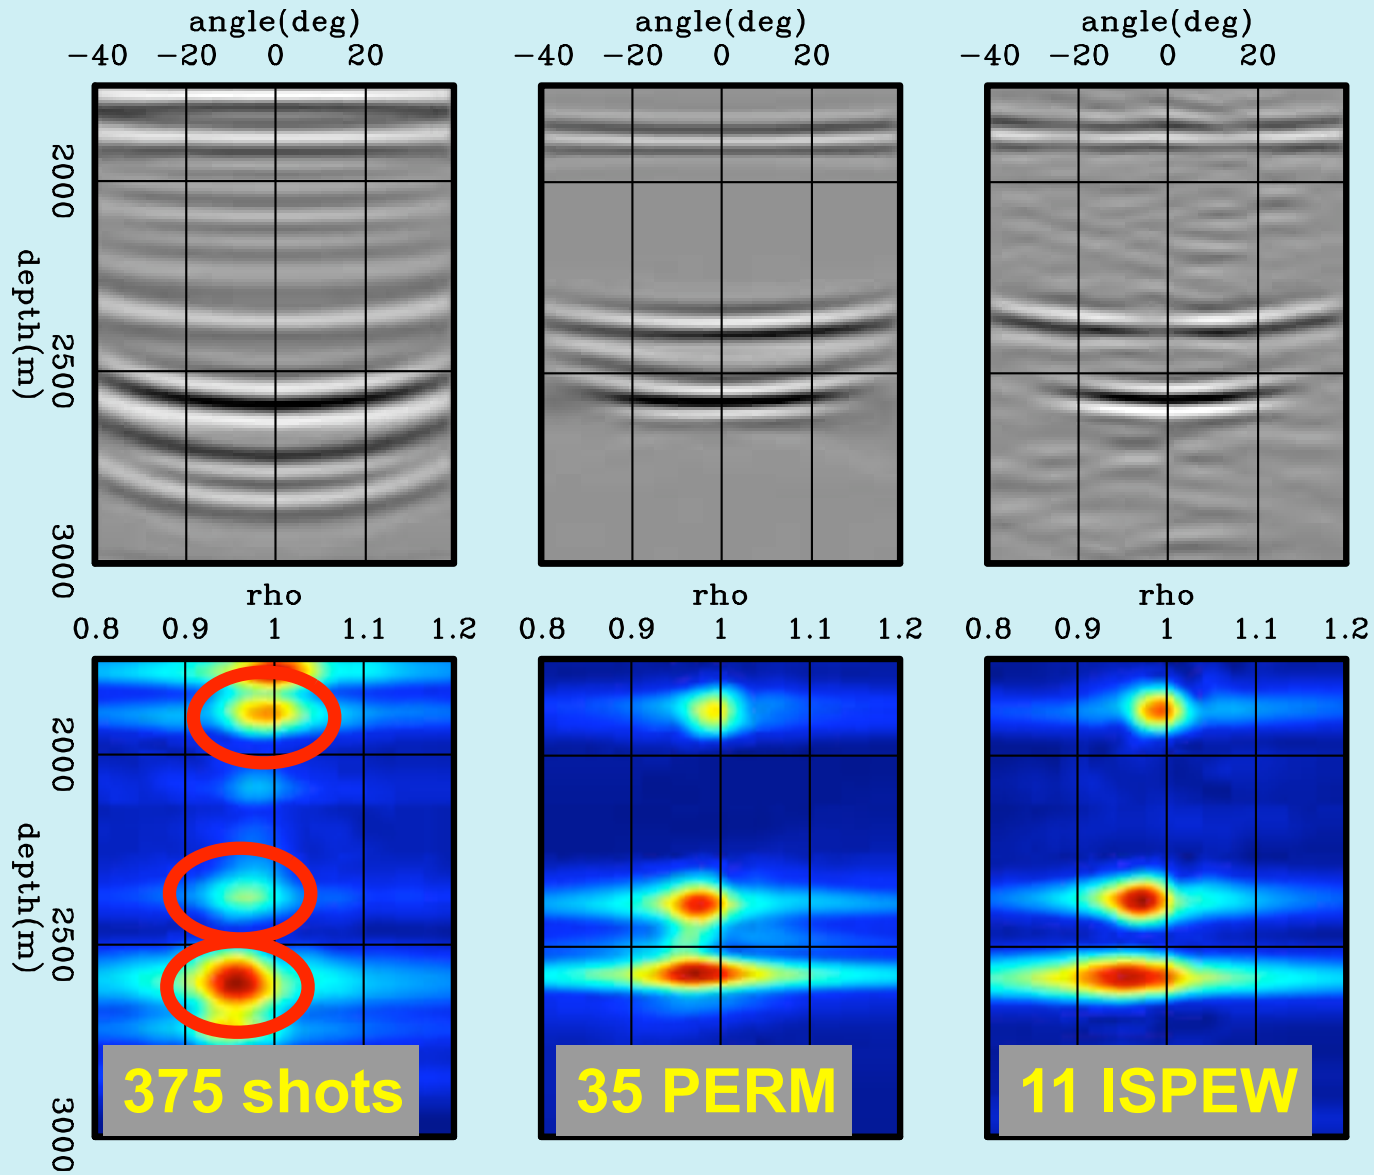 angle(deg) angle(deg) angle(deg)
−40 −20 0 20 −40 −20 0 20 −40 −20 0 20
depth(m)
2000 2500 3000
rho rho rho
0.8 0.9 1 1.1 1.2 0.8 0.9 1 1.1 1.2 0.8 0.9 1 1.1 1.2
depth(m)
2000 2500 3000
375 shots 35 PERM 11 ISPEW